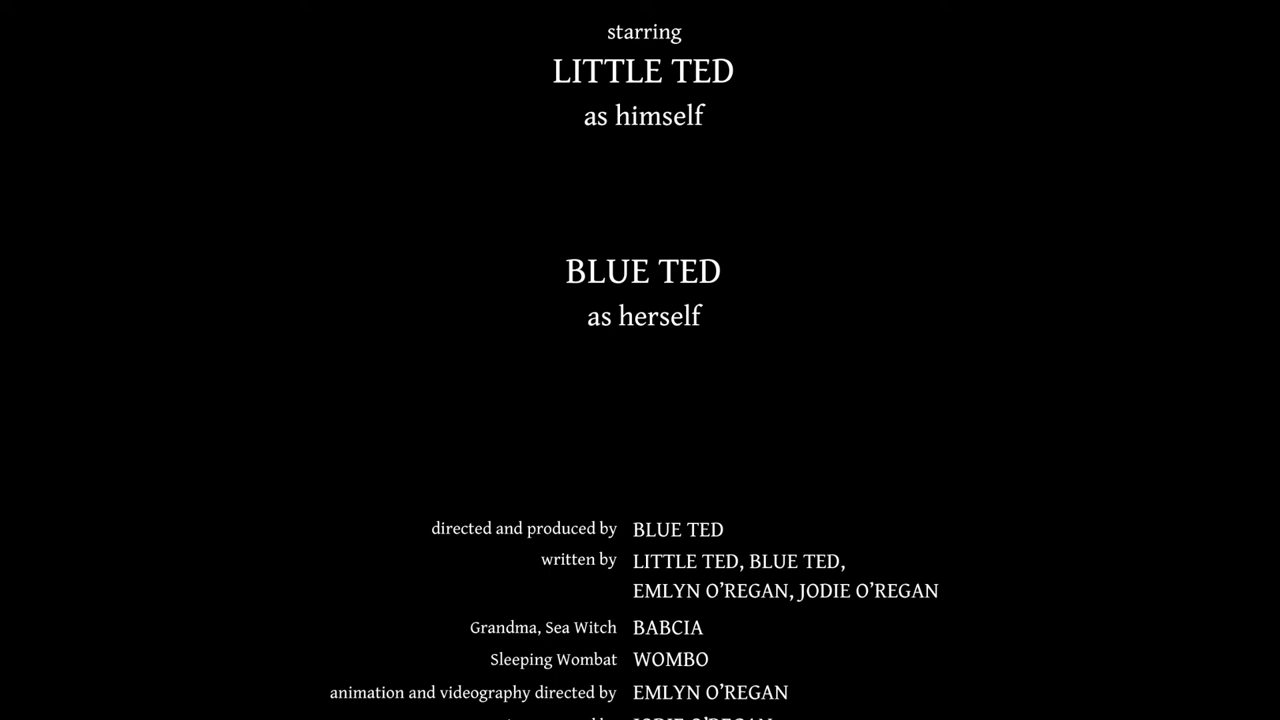 starring
LITTLE TED
as himself
BLUE TED
as herself
directed and produced by BLUE TED
written by LITTLE TED, BLUE TED,
EMLYN O’REGAN, JODIE O’REGAN
Grandma, Sea Witch BABCIA
Sleeping Wombat WOMBO
animation and videography directed by EMLYN O’REGAN
JODIE O’REGAN